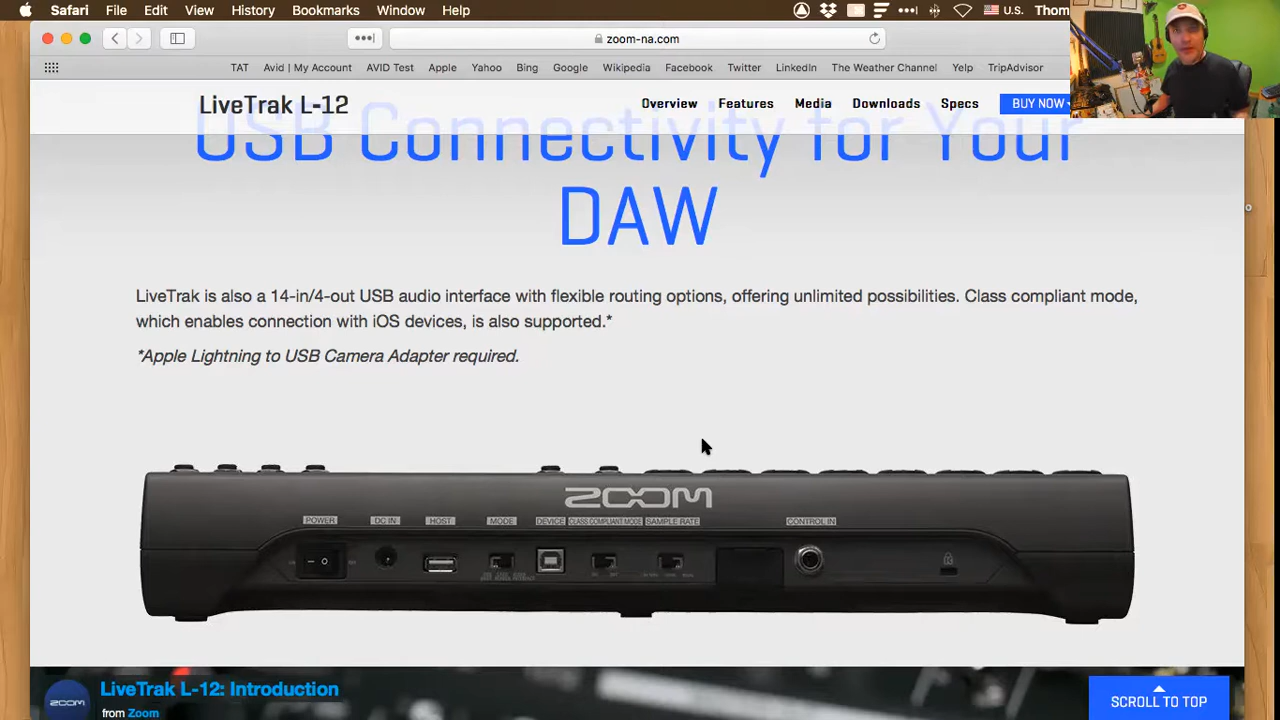 Safari File Edit View History Bookmarks Window Help U.S. Thom
zoom-na.com
TAT Avid | My Account AVID Test Apple Yahoo Bing Google Wikipedia Facebook Twitter LinkedIn The Weather Channel Yelp TripAdvisor
LiveTrak L-12 Overview Features Media Downloads Specs BUY NOW
USB Connectivity for Your
DAW
LiveTrak is also a 14-in/4-out USB audio interface with flexible routing options, offering unlimited possibilities. Class compliant mode,
which enables connection with iOS devices, is also supported.*
*Apple Lightning to USB Camera Adapter required.
ZOOM
POWER DC IN HOST MODE DEVICE CLASS COMPLIANT MODE SAMPLE RATE CONTROL IN
LiveTrak L-12: Introduction
ZOOM
from Zoom
SCROLL TO TOP